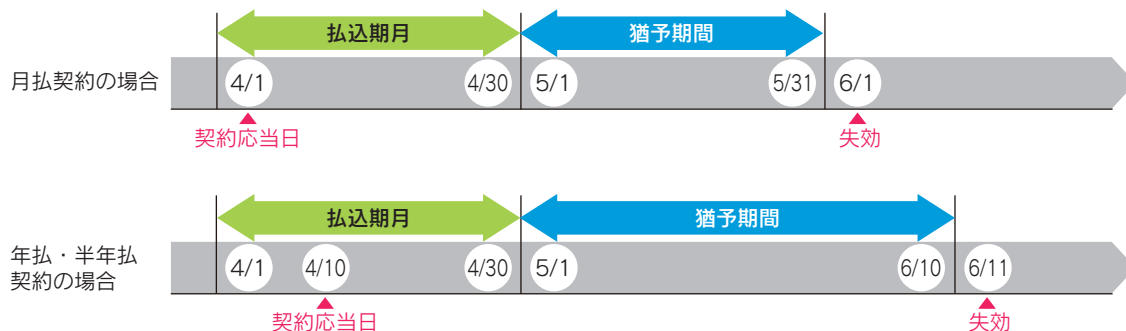 払込期月
猶予期間
月払契約の場合
4/1
4/30
5/1
5/31
6/1
契約応当日
失効
払込期月
猶予期間
年払・半年払
契約の場合
4/1
4/10
4/30
5/1
6/10
6/11
契約応当日
失効